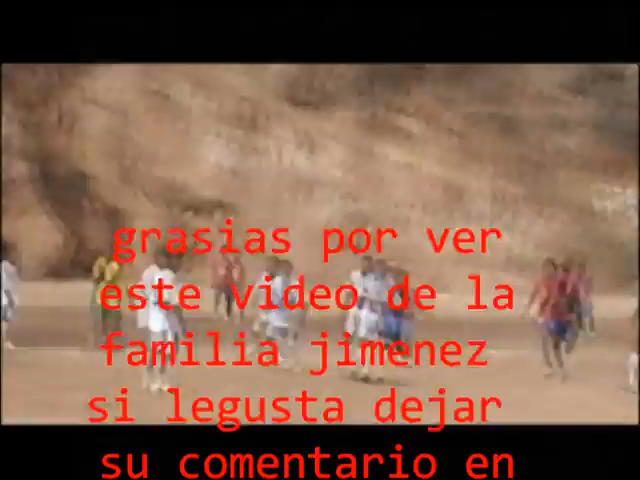 grasias por ver
este video de la
familia jimenez
si legusta dejar
su comentario en